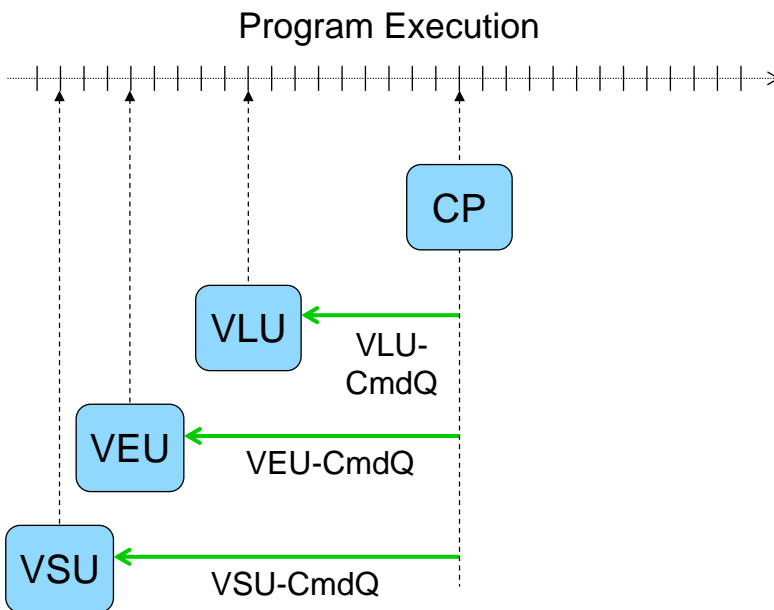 Program Execution
CP
VLU
VLU-
CmdQ
VEU
VEU-CmdQ
VSU
VSU-CmdQ